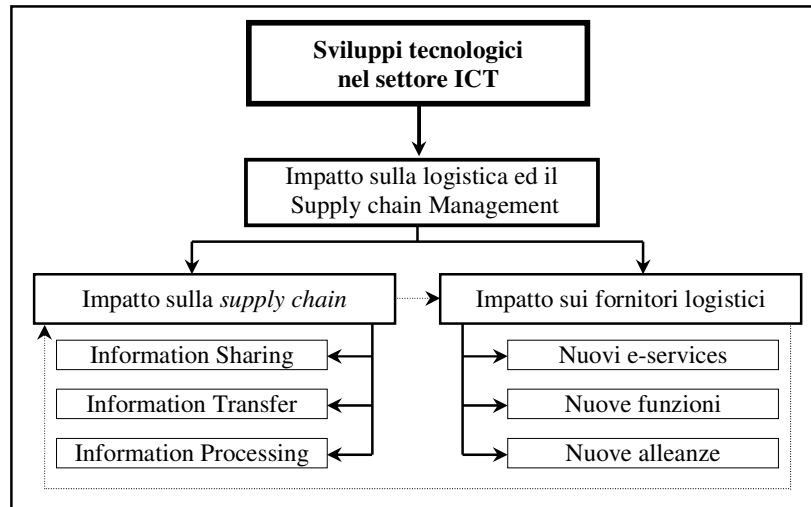 Sviluppi tecnologici
nel settore ICT
Impatto sulla logistica ed il
Supply chain Management
Impatto sulla supply chain
Impatto sui fornitori logistici
Information Sharing
Nuovi e-services
Information Transfer
Nuove funzioni
Information Processing
Nuove alleanze